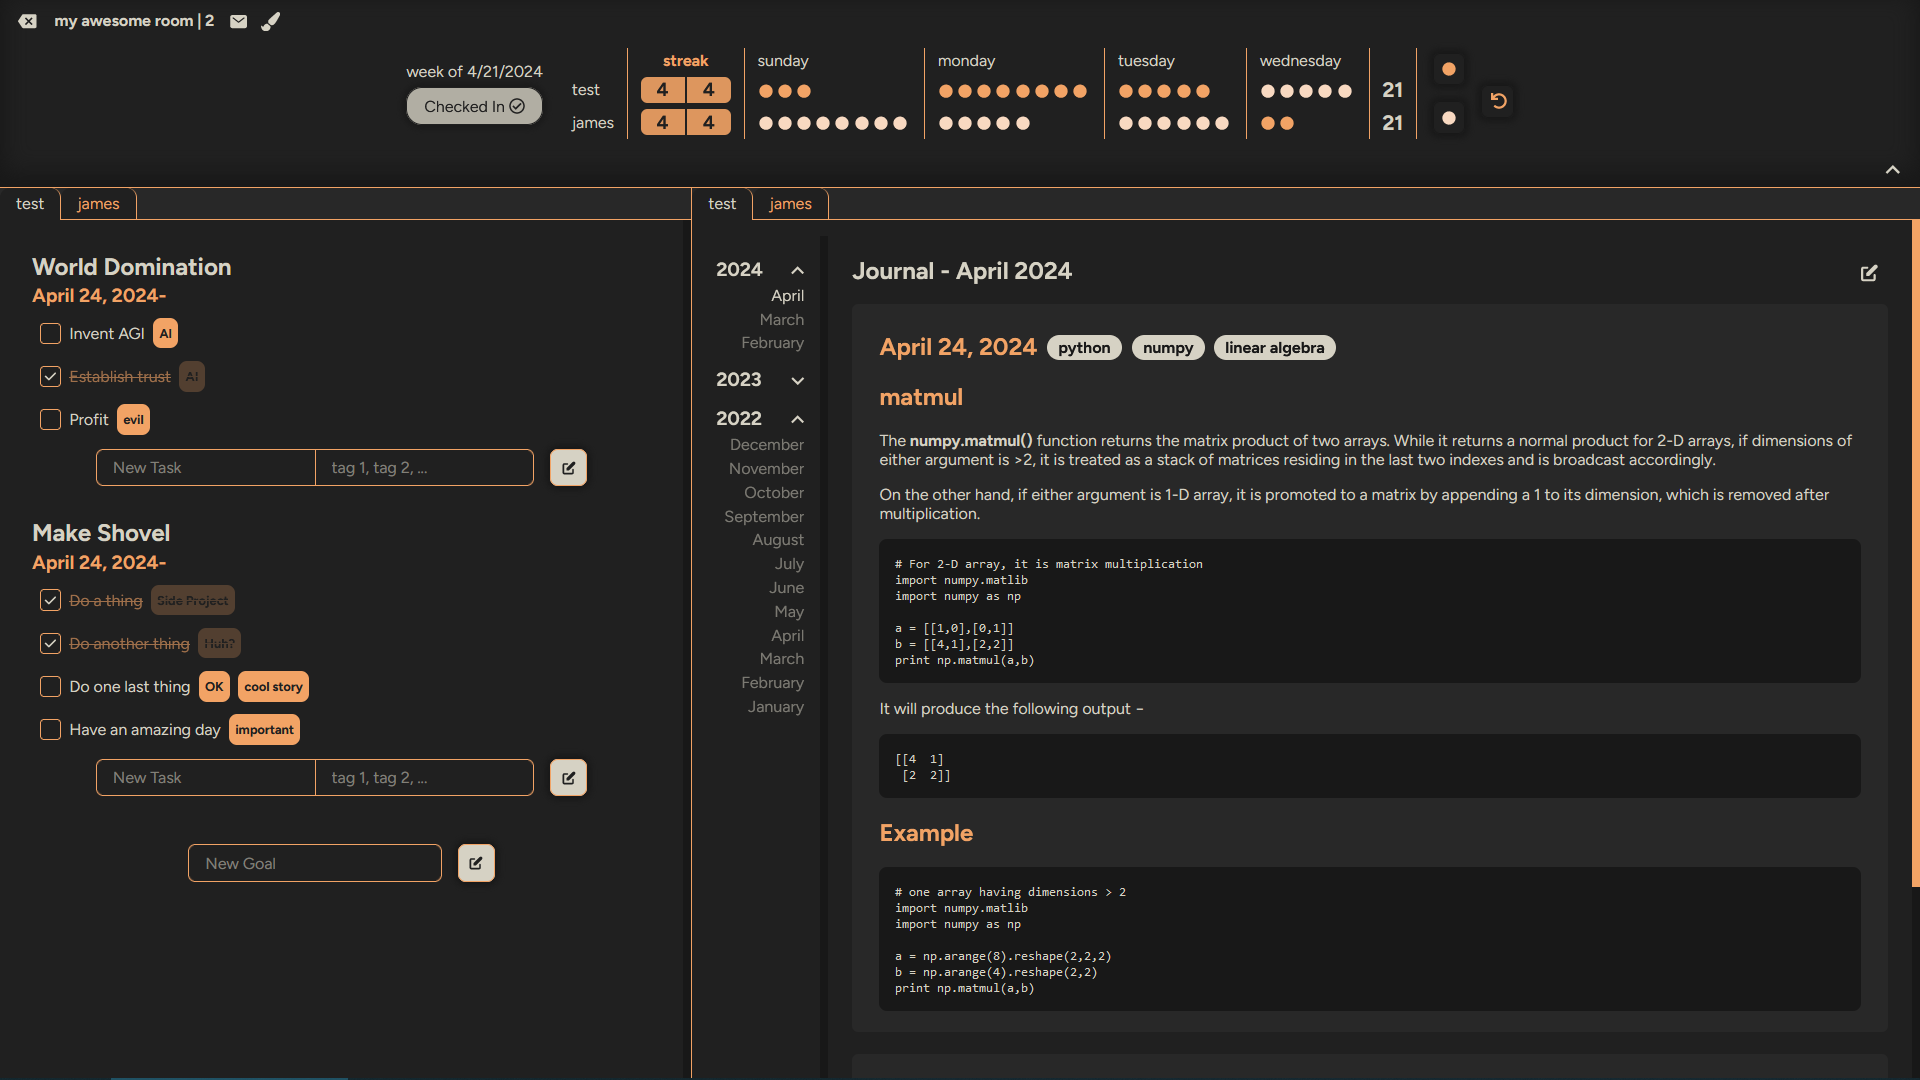 my awesome room | 2
week of 4/21/2024
Checked In
streak
sunday
monday
tuesday
wednesday
test
4 4
21
james
4 4
21
test
james
World Domination
April 24, 2024-
Invent AGI AI
Establish trust AI
Profit evil
New Task
tag 1, tag 2, ...
Make Shovel
April 24, 2024-
Do a thing Side Project
Do another thing Huh?
Do one last thing OK cool story
Have an amazing day important
New Task
tag 1, tag 2, ...
New Goal
test
james
2024
April
March
February
2023
2022
December
November
October
September
August
July
June
May
April
March
February
January
Journal - April 2024
April 24, 2024 python numpy linear algebra
matmul
The numpy.matmul() function returns the matrix product of two arrays. While it returns a normal product for 2-D arrays, if dimensions of
either argument is >2, it is treated as a stack of matrices residing in the last two indexes and is broadcast accordingly.
On the other hand, if either argument is 1-D array, it is promoted to a matrix by appending a 1 to its dimension, which is removed after
multiplication.
# For 2-D array, it is matrix multiplication
import numpy.matlib
import numpy as np
a = [[1,0],[0,1]]
b = [[4,1],[2,2]]
print np.matmul(a,b)
It will produce the following output −
[[4  1]
 [2  2]]
Example
# one array having dimensions > 2
import numpy.matlib
import numpy as np
a = np.arange(8).reshape(2,2,2)
b = np.arange(4).reshape(2,2)
print np.matmul(a,b)